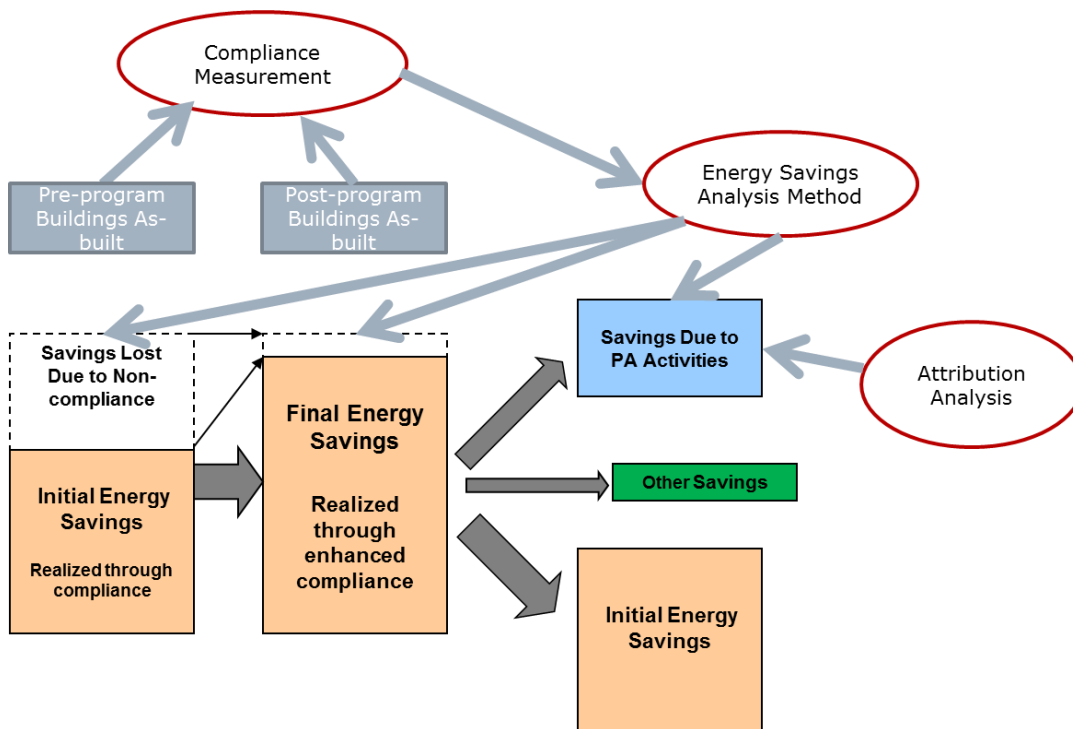 Compliance
Measurement
Pre-program
Buildings As-
built
Post-program
Buildings As-
built
Energy Savings
Analysis Method
Savings Lost
Due to Non-
compliance
Initial Energy
Savings
Realized through
compliance
Final Energy
Savings
Realized
through
enhanced
compliance
Savings Due to
PA Activities
Attribution
Analysis
Other Savings
Initial Energy
Savings